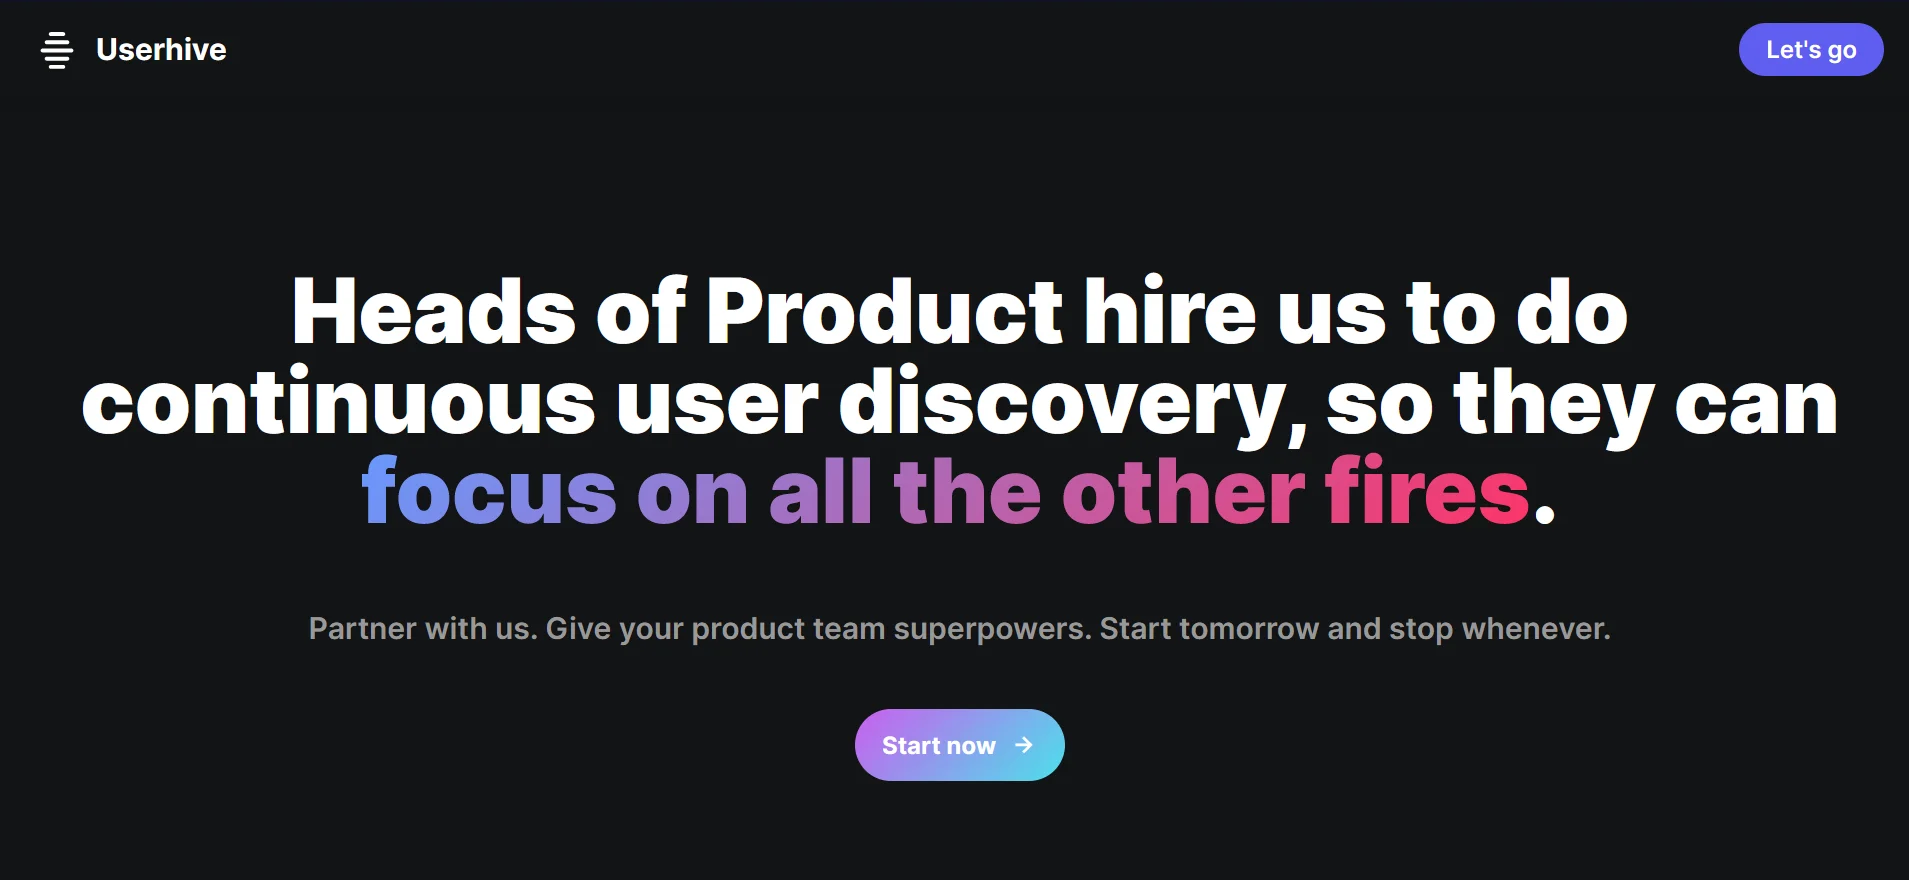 Userhive
Let's go
Heads of Product hire us to do
continuous user discovery, so they can
focus on all the other fires.
Partner with us. Give your product team superpowers. Start tomorrow and stop whenever.
Start now →